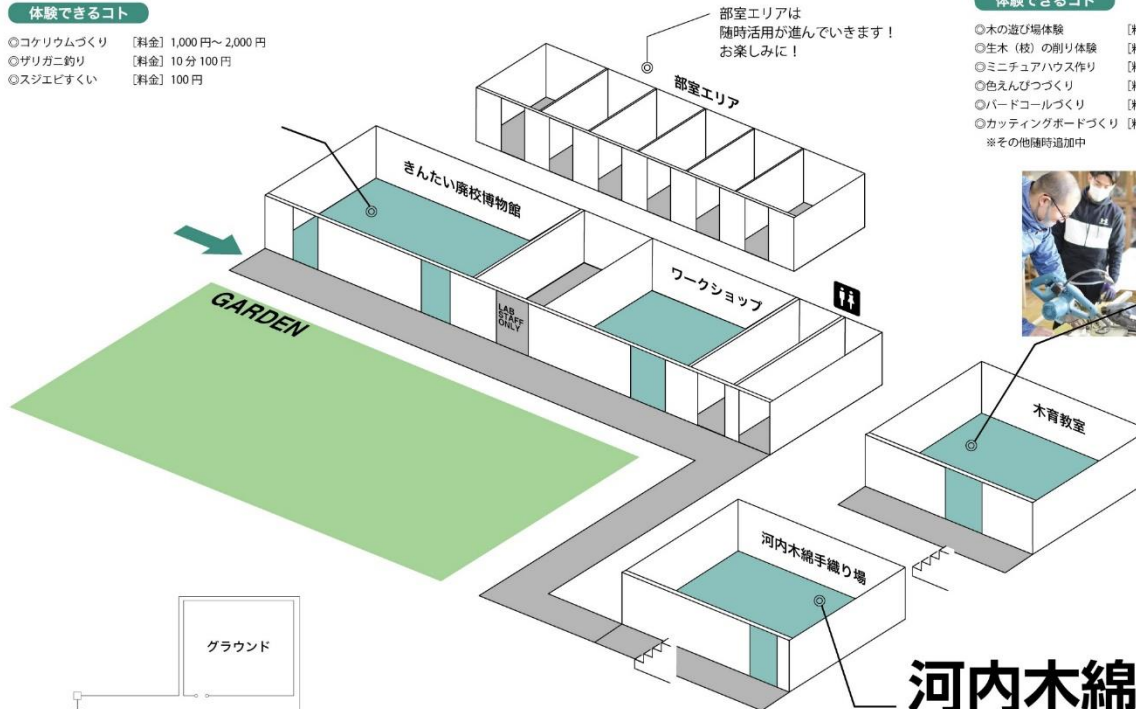 体験できるコト
◎コケリウムづくり [料金] 1,000円〜2,000円
◎ザリガニ釣り [料金] 10分100円
◎スジエビすくい [料金] 100円
部室エリアは
随時活用が進んでいきます！
お楽しみに！
体験できるコト
◎木の遊び場体験
◎生木（枝）の削り体験
◎ミニチュアハウス作り
◎色えんぴつづくり
◎バードコールづくり
◎カッティングボードづくり
※その他随時追加中
部室エリア
きんたい廃校博物館
ワークショップ
LAB
STAFF
ONLY
GARDEN
木育教室
河内木綿手織り場
グラウンド
河内木綿